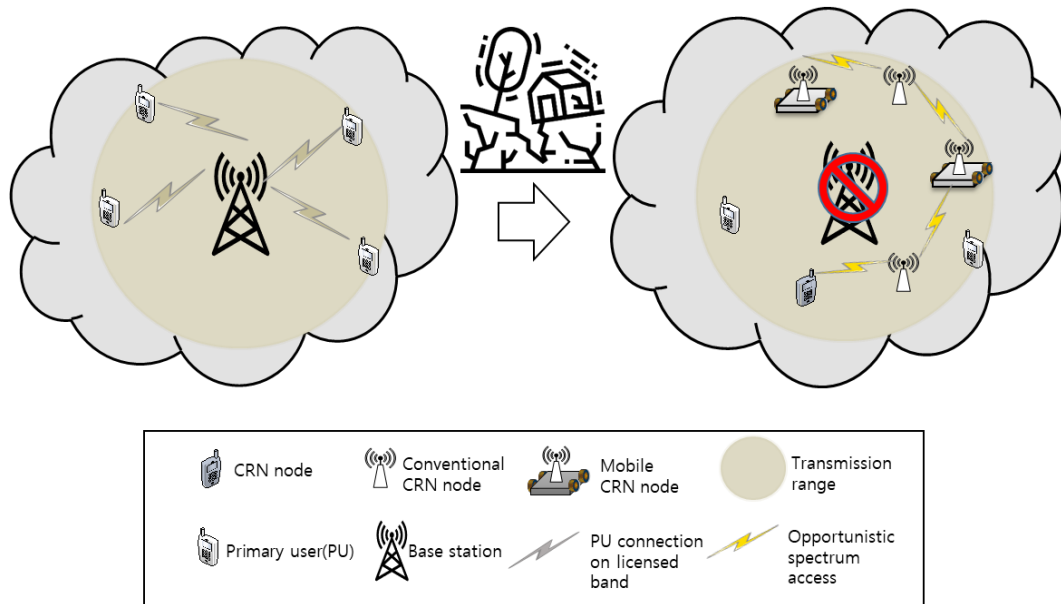 CRN node
Conventional
CRN node
Mobile
CRN node
Transmission
range
Primary user(PU)
Base station
PU connection
on licensed
band
Opportunistic
spectrum
access